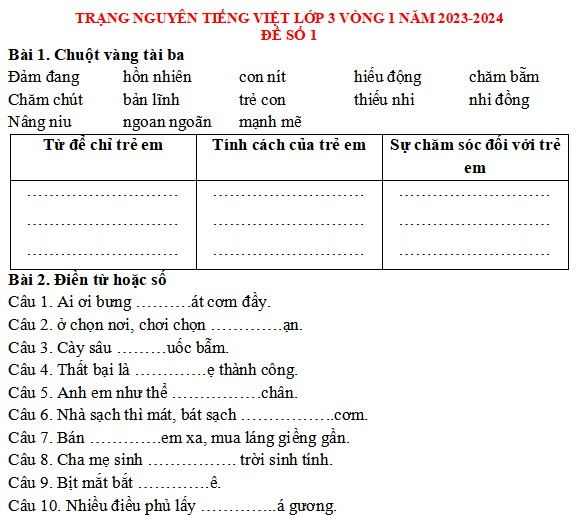 TRẠNG NGUYÊN TIẾNG VIỆT LỚP 3 VÒNG 1 NĂM 2023-2024
ĐỀ SỐ 1
Bài 1. Chuột vàng tài ba
Đảm đang hồn nhiên con nít hiếu động chăm bẵm
Chăm chút bản lĩnh trẻ con thiếu nhi nhi đồng
Nâng niu ngoan ngoãn mạnh mẽ
Từ để chỉ trẻ em Tính cách của trẻ em Sự chăm sóc đối với trẻ em
................................ ................................ ................................
................................ ................................ ................................
................................ ................................ ................................
Bài 2. Điền từ hoặc số
Câu 1. Ai ơi bưng ……….át cơm đầy.
Câu 2. ở chọn nơi, chơi chọn ………….ạn.
Câu 3. Cày sâu ………uốc bẫm.
Câu 4. Thất bại là ………….ẹ thành công.
Câu 5. Anh em như thể …………….chân.
Câu 6. Nhà sạch thì mát, bát sạch …………….cơm.
Câu 7. Bán ………….em xa, mua láng giềng gần.
Câu 8. Cha mẹ sinh ……………. trời sinh tính.
Câu 9. Bịt mắt bắt ………….ê.
Câu 10. Nhiều điều phủ lấy ………….á gương.